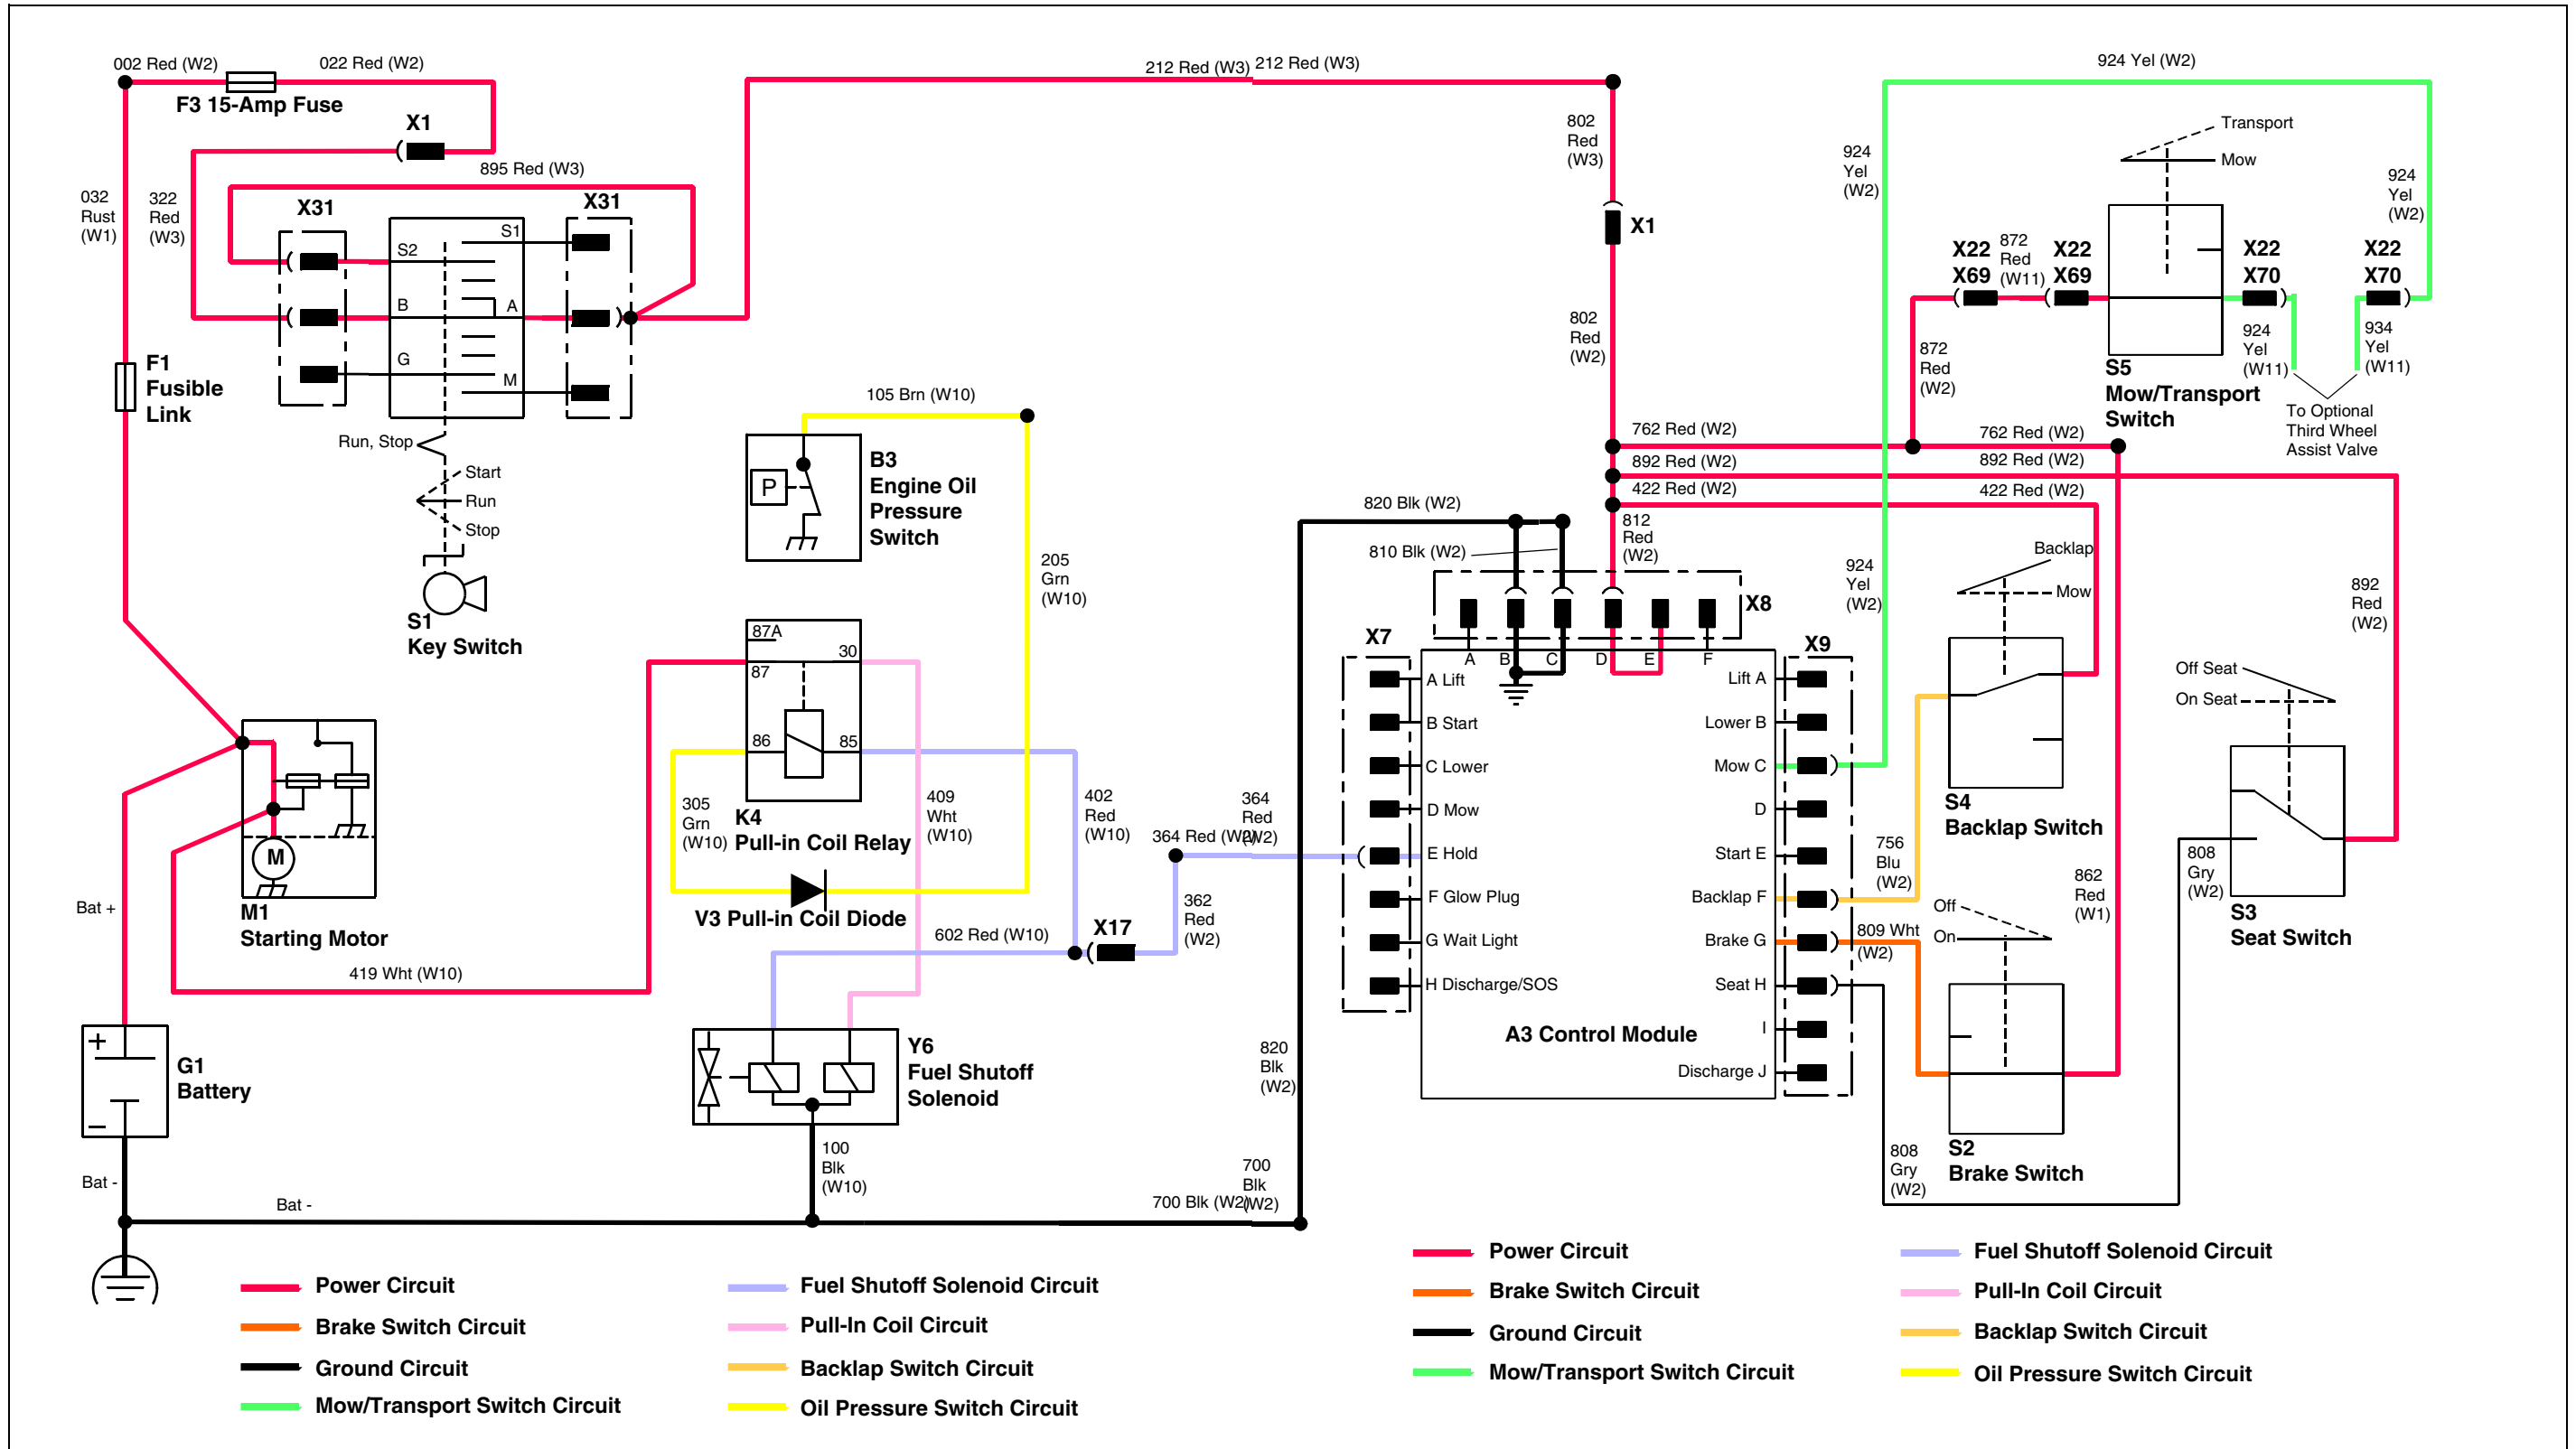 002 Red (W2)
022 Red (W2)
F3 15-Amp Fuse
X1
895 Red (W3)
032
Rust
(W1)
322
Red
(W3)
X31
X31
S2
S1
B
A
G
M
F1
Fusible
Link
Run, Stop
Start
Run
Stop
S1
Key Switch
212 Red (W3)
212 Red (W3)
802
Red
(W3)
X1
802
Red
(W2)
924 Yel (W2)
924
Yel
(W2)
Transport
Mow
924
Yel
(W2)
X22
X69
872
Red
(W11)
X22
X69
X22
X70
X22
X70
872
Red
(W2)
924
Yel
(W11)
934
Yel
(W11)
S5
Mow/Transport
Switch
To Optional
Third Wheel
Assist Valve
762 Red (W2)
762 Red (W2)
892 Red (W2)
892 Red (W2)
422 Red (W2)
422 Red (W2)
105 Brn (W10)
P
B3
Engine Oil
Pressure
Switch
205
Grn
(W10)
820 Blk (W2)
810 Blk (W2)
812
Red
(W2)
X8
A
B
C
D
E
F
924
Yel
(W2)
Backlap
Mow
892
Red
(W2)
87A
30
87
86
85
K4
Pull-in Coil Relay
305
Grn
(W10)
409
Wht
(W10)
402
Red
(W10)
364
Red
(W2)
364 Red (W2)
V3 Pull-in Coil Diode
602 Red (W10)
X17
362
Red
(W2)
X7
A Lift
B Start
C Lower
D Mow
E Hold
F Glow Plug
G Wait Light
H Discharge/SOS
X9
Lift A
Lower B
Mow C
D
Start E
Backlap F
Brake G
Seat H
I
Discharge J
A3 Control Module
S4
Backlap Switch
756
Blu
(W2)
809 Wht
(W2)
Off
On
862
Red
(W1)
Off Seat
On Seat
808
Gry
(W2)
S3
Seat Switch
S2
Brake Switch
808
Gry
(W2)
M
M1
Starting Motor
Bat +
419 Wht (W10)
+
–
G1
Battery
Bat -
Bat -
Y6
Fuel Shutoff
Solenoid
100
Blk
(W10)
820
Blk
(W2)
700
Blk
(W2)
700 Blk (W2)
Power Circuit
Brake Switch Circuit
Ground Circuit
Mow/Transport Switch Circuit
Fuel Shutoff Solenoid Circuit
Pull-In Coil Circuit
Backlap Switch Circuit
Oil Pressure Switch Circuit
Power Circuit
Brake Switch Circuit
Ground Circuit
Mow/Transport Switch Circuit
Fuel Shutoff Solenoid Circuit
Pull-In Coil Circuit
Backlap Switch Circuit
Oil Pressure Switch Circuit